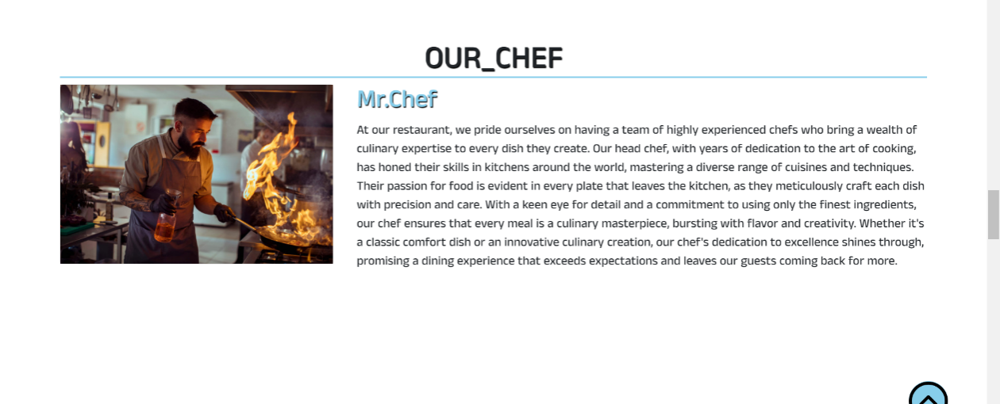 OUR_CHEF
Mr.Chef
At our restaurant, we pride ourselves on having a team of highly experienced chefs who bring a wealth of
culinary expertise to every dish they create. Our head chef, with years of dedication to the art of cooking,
has honed their skills in kitchens around the world, mastering a diverse range of cuisines and techniques.
Their passion for food is evident in every plate that leaves the kitchen, as they meticulously craft each dish
with precision and care. With a keen eye for detail and a commitment to using only the finest ingredients,
our chef ensures that every meal is a culinary masterpiece, bursting with flavor and creativity. Whether it's
a classic comfort dish or an innovative culinary creation, our chef's dedication to excellence shines through,
promising a dining experience that exceeds expectations and leaves our guests coming back for more.